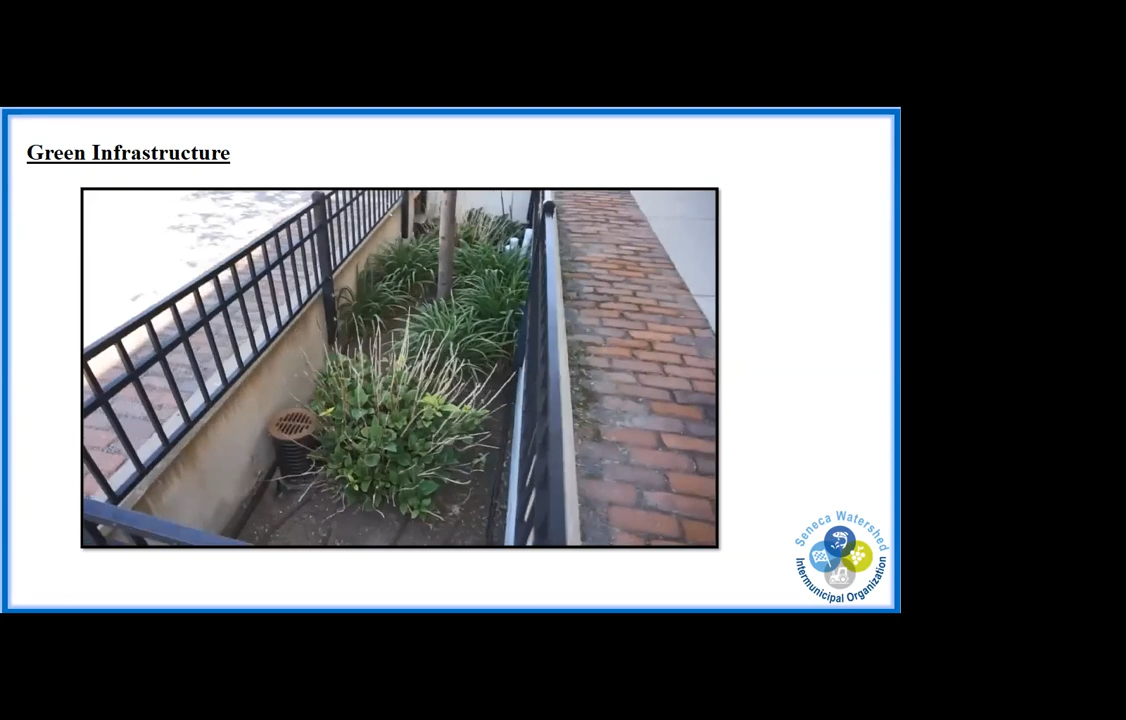 Green Infrastructure
Seneca Watershed
Intermunicipal Organization